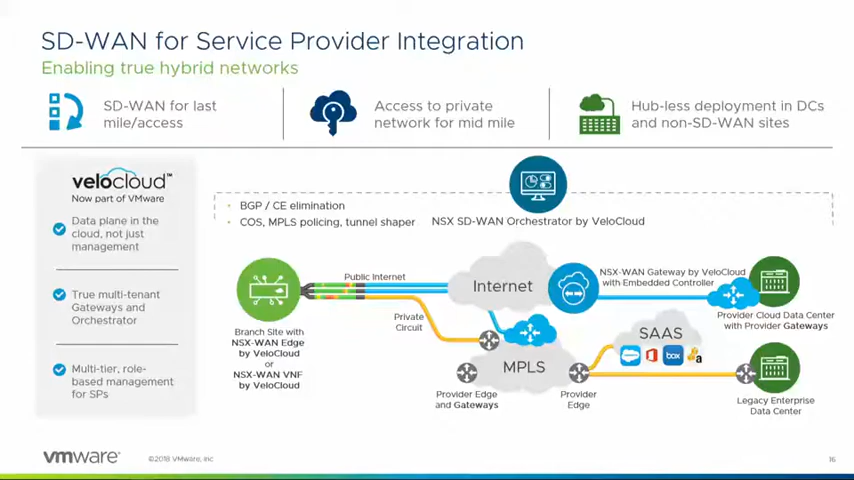 SD-WAN for Service Provider Integration
Enabling true hybrid networks
SD-WAN for last
mile/access
Access to private
network for mid mile
Hub-less deployment in DCs
and non-SD-WAN sites
velocloud™
Now part of VMware
Data plane in the
cloud, not just
management
True multi-tenant
Gateways and
Orchestrator
Multi-tier, role-
based management
for SPs
• BGP / CE elimination
• COS, MPLS policing, tunnel shaper
NSX SD-WAN Orchestrator by VeloCloud
Public Internet
Internet
NSX-WAN Gateway by VeloCloud
with Embedded Controller
Provider Cloud Data Center
with Provider Gateways
Private
Circuit
Branch Site with
NSX-WAN Edge
by VeloCloud
or
NSX-WAN VNF
by VeloCloud
SAAS
box
a
MPLS
Provider Edge
and Gateways
Provider
Edge
Legacy Enterprise
Data Center
vmware®
©2018 VMware, Inc
16